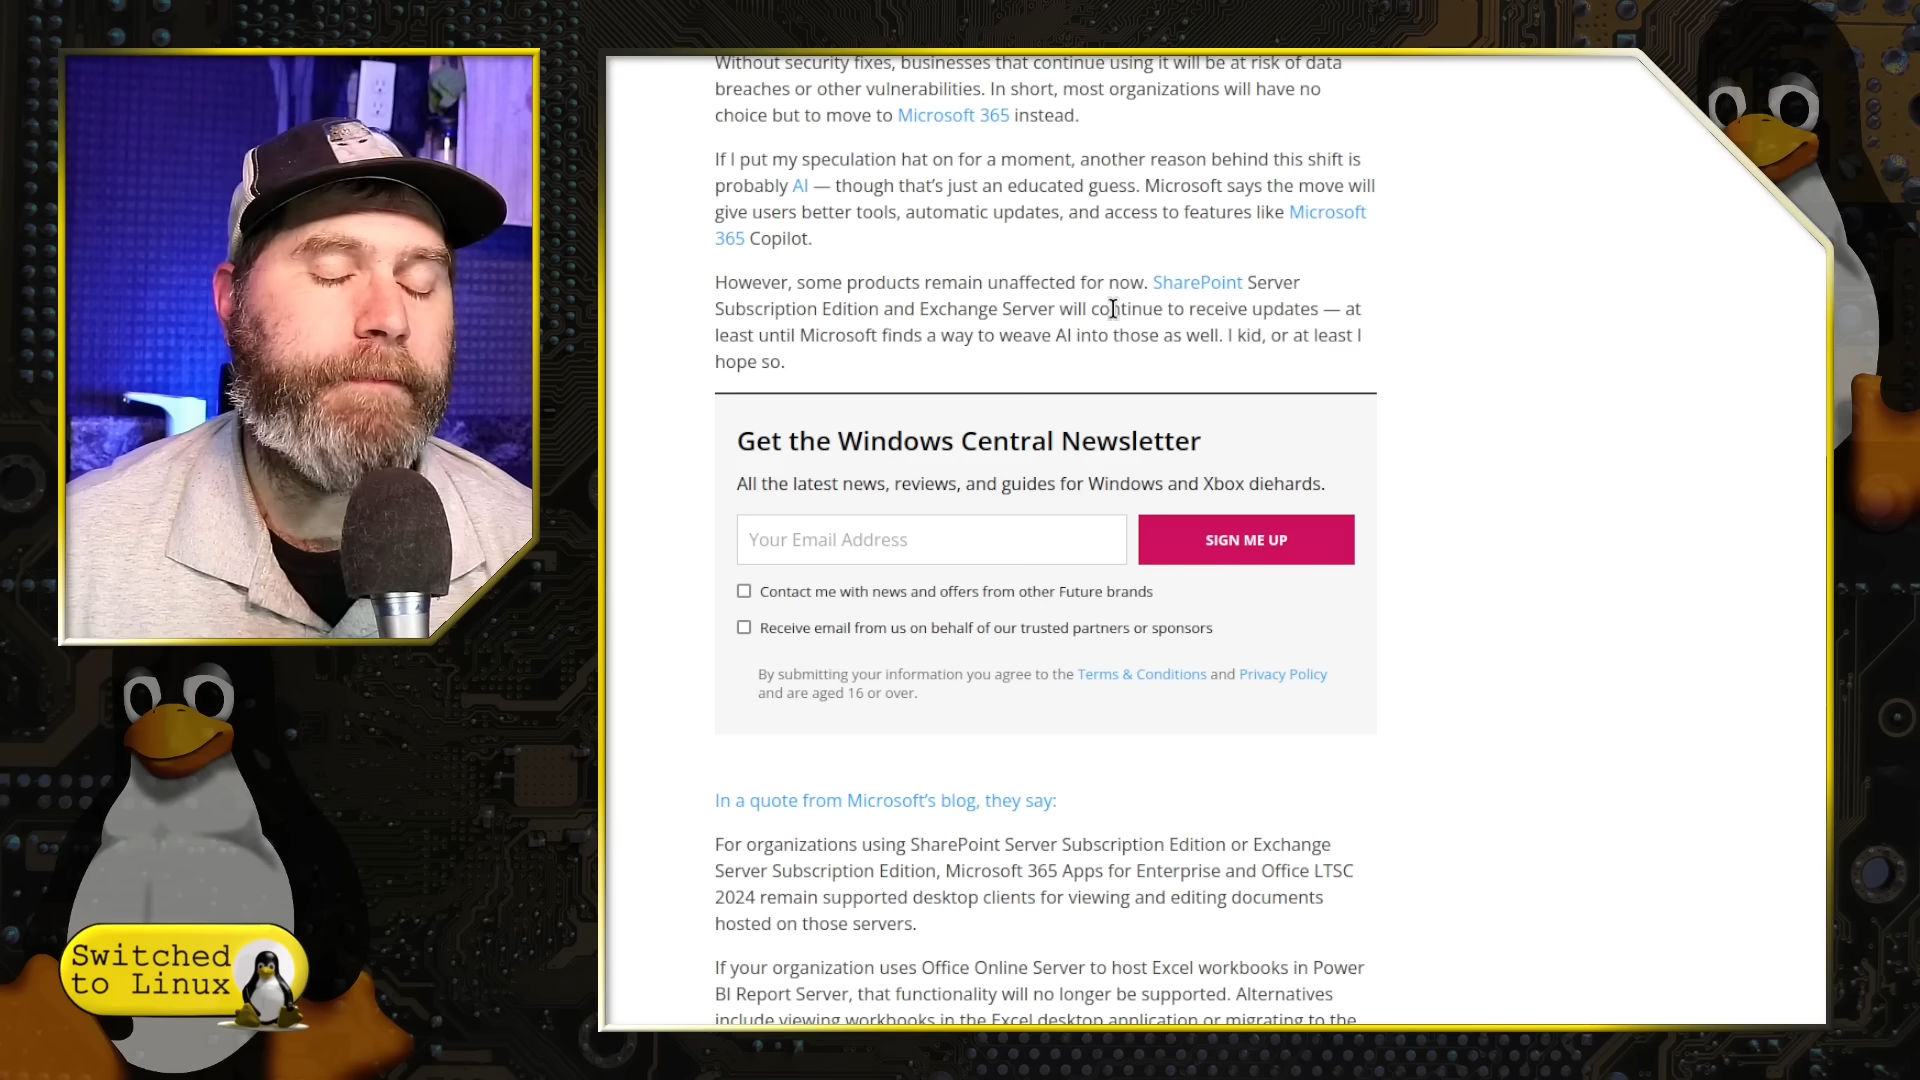 Without security fixes, businesses that continue using it will be at risk of data
breaches or other vulnerabilities. In short, most organizations will have no
choice but to move to Microsoft 365 instead.
If I put my speculation hat on for a moment, another reason behind this shift is
probably AI — though that's just an educated guess. Microsoft says the move will
give users better tools, automatic updates, and access to features like Microsoft
365 Copilot.
However, some products remain unaffected for now. SharePoint Server
Subscription Edition and Exchange Server will continue to receive updates — at
least until Microsoft finds a way to weave AI into those as well. I kid, or at least I
hope so.
Get the Windows Central Newsletter
All the latest news, reviews, and guides for Windows and Xbox diehards.
Your Email Address
SIGN ME UP
Contact me with news and offers from other Future brands
Receive email from us on behalf of our trusted partners or sponsors
By submitting your information you agree to the Terms & Conditions and Privacy Policy
and are aged 16 or over.
In a quote from Microsoft's blog, they say:
For organizations using SharePoint Server Subscription Edition or Exchange
Server Subscription Edition, Microsoft 365 Apps for Enterprise and Office LTSC
2024 remain supported desktop clients for viewing and editing documents
hosted on those servers.
If your organization uses Office Online Server to host Excel workbooks in Power
BI Report Server, that functionality will no longer be supported. Alternatives
include viewing workbooks in the Excel desktop application or migrating to the
Switched
to Linux